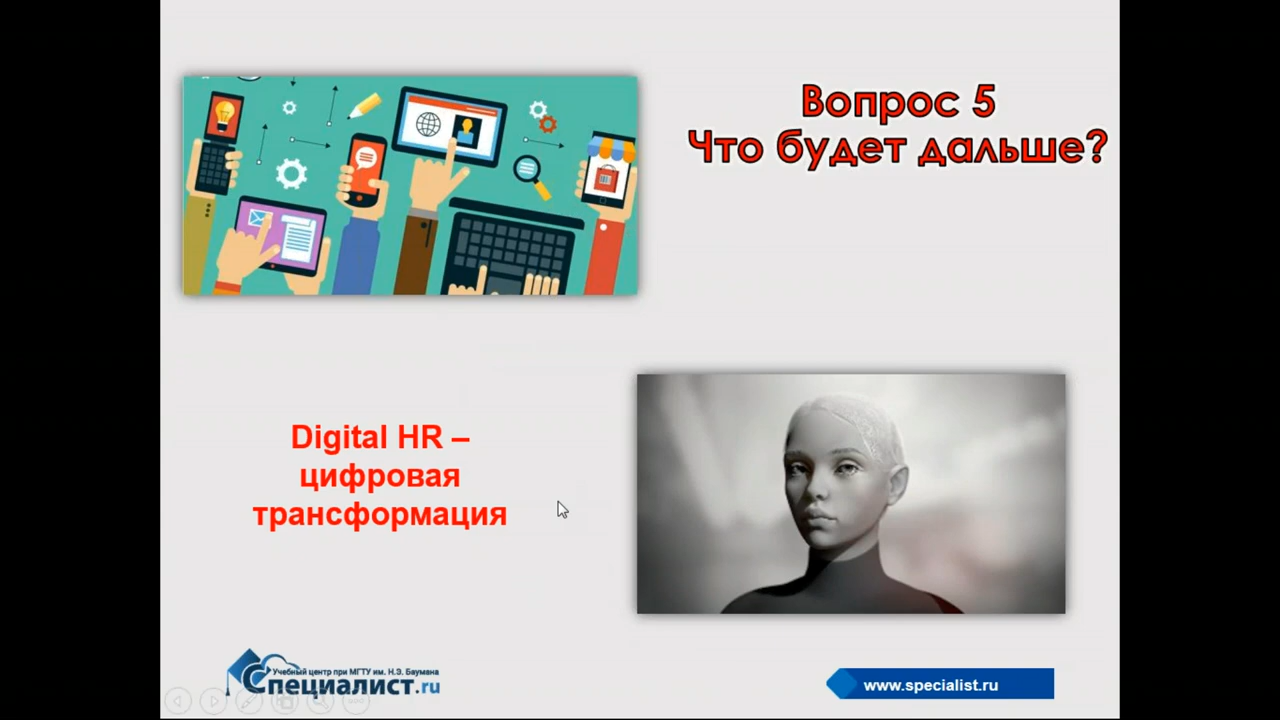 Вопрос 5
Что будет дальше?
Digital HR –
цифровая
трансформация
Учебный центр при МГТУ им. Н.Э. Баумана
Специалист.ru
www.specialist.ru